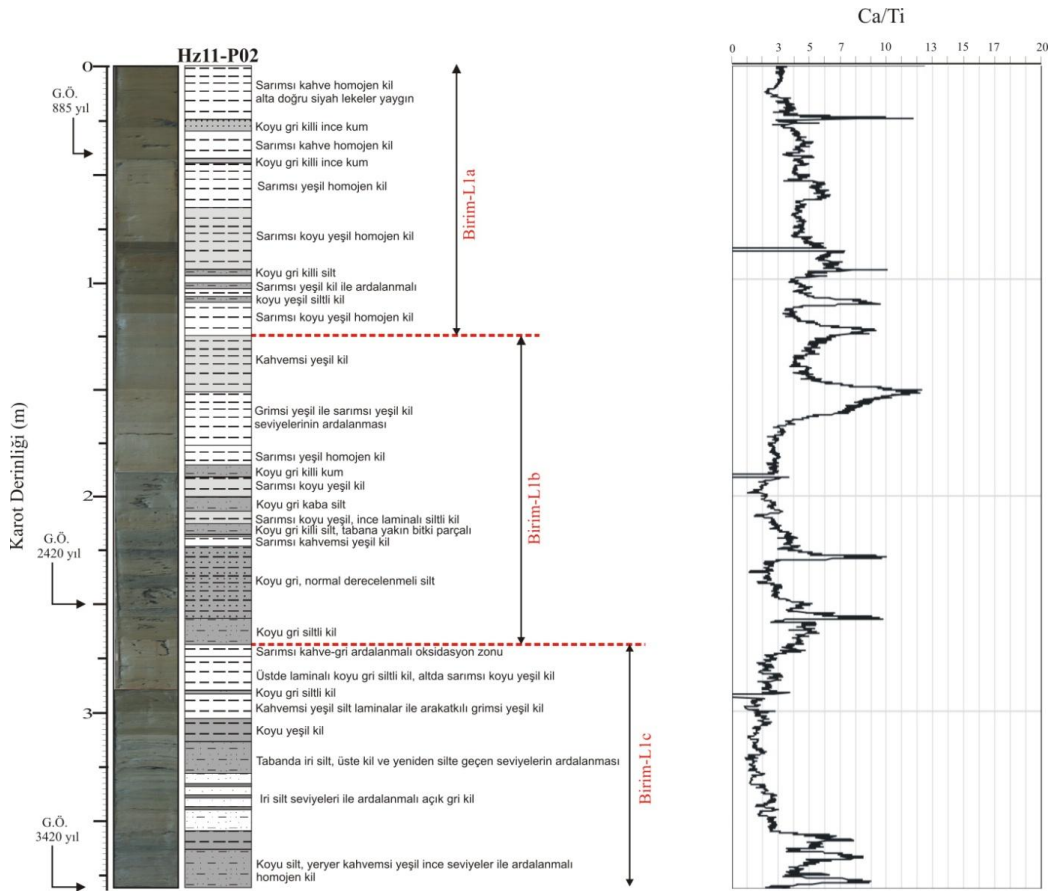 Ca/Ti
Hz11-P02
0 3 5 7 10 13 15 17 20
0
G.Ö.
885 yıl
Sarımsı kahve homojen kil
alta doğru siyah lekeler yaygın
Koyu gri killi ince kum
Sarımsı kahve homojen kil
Koyu gri killi ince kum
Sarımsı yeşil homojen kil
Birim-L1a
Sarımsı koyu yeşil homojen kil
Koyu gri killi silt
1
Sarımsı yeşil kil ile ardalanmalı
koyu yeşil siltli kil
Sarımsı koyu yeşil homojen kil
Kahvemsi yeşil kil
Grimsi yeşil ile sarımsı yeşil kil
seviyelerinin ardalanması
Karot Derinliği (m)
Sarımsı yeşil homojen kil
Koyu gri killi kum
Sarımsı koyu yeşil kil
Birim-L1b
2
Koyu gri kaba silt
Sarımsı koyu yeşil, ince laminalı siltli kil
Koyu gri killi silt, tabana yakın bitki parçalı
Sarımsı kahvemsi yeşil kil
G.Ö.
2420 yıl
Koyu gri, normal derecelenmeli silt
Koyu gri siltli kil
Sarımsı kahve-gri ardalanmalı oksidasyon zonu
Üstde laminalı koyu gri siltli kil, altda sarımsı koyu yeşil kil
Koyu gri siltli kil
3
Kahvemsi yeşil silt laminalar ile arakatkılı grimsi yeşil kil
Koyu yeşil kil
Birim-L1c
Tabanda iri silt, üste kil ve yeniden silte geçen seviyelerin ardalanması
Iri silt seviyeleri ile ardalanmalı açık gri kil
G.Ö.
3420 yıl
Koyu silt, yeryer kahvemsi yeşil ince seviyeler ile ardalanmalı
homojen kil